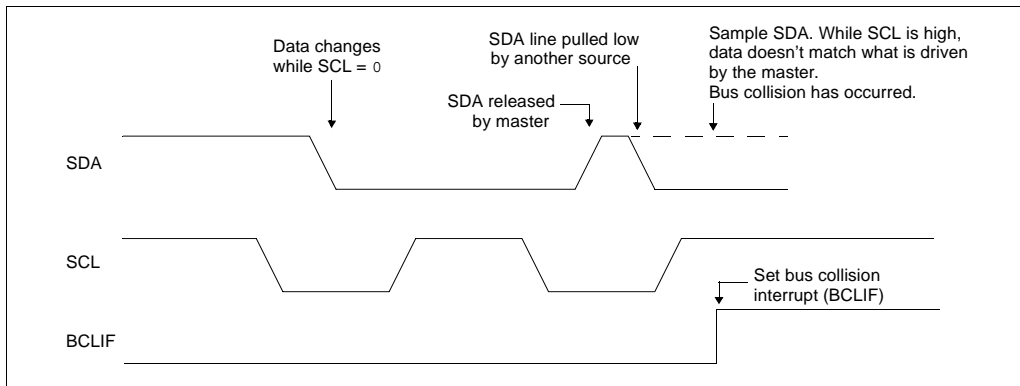 Data changes
while SCL = 0
SDA line pulled low
by another source
SDA released
by master
Sample SDA. While SCL is high,
data doesn't match what is driven
by the master.
Bus collision has occurred.
SDA
SCL
Set bus collision
interrupt (BCLIF)
BCLIF